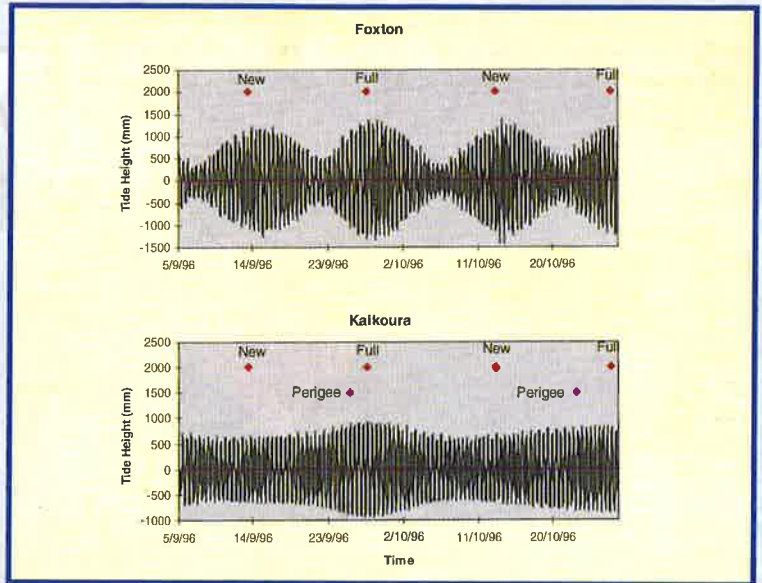 Foxton
New Full New Full
2500
2000
1500
1000
500
0
-500
-1000
-1500
Tide Height (mm)
5/9/96 14/9/96 23/9/96 2/10/96 11/10/96 20/10/96
Kaikoura
New Full New Full
Perigee Perigee
2500
2000
1500
1000
500
0
-500
-1000
Tide Height (mm)
5/9/96 14/9/96 23/9/96 2/10/96 11/10/96 20/10/96
Time